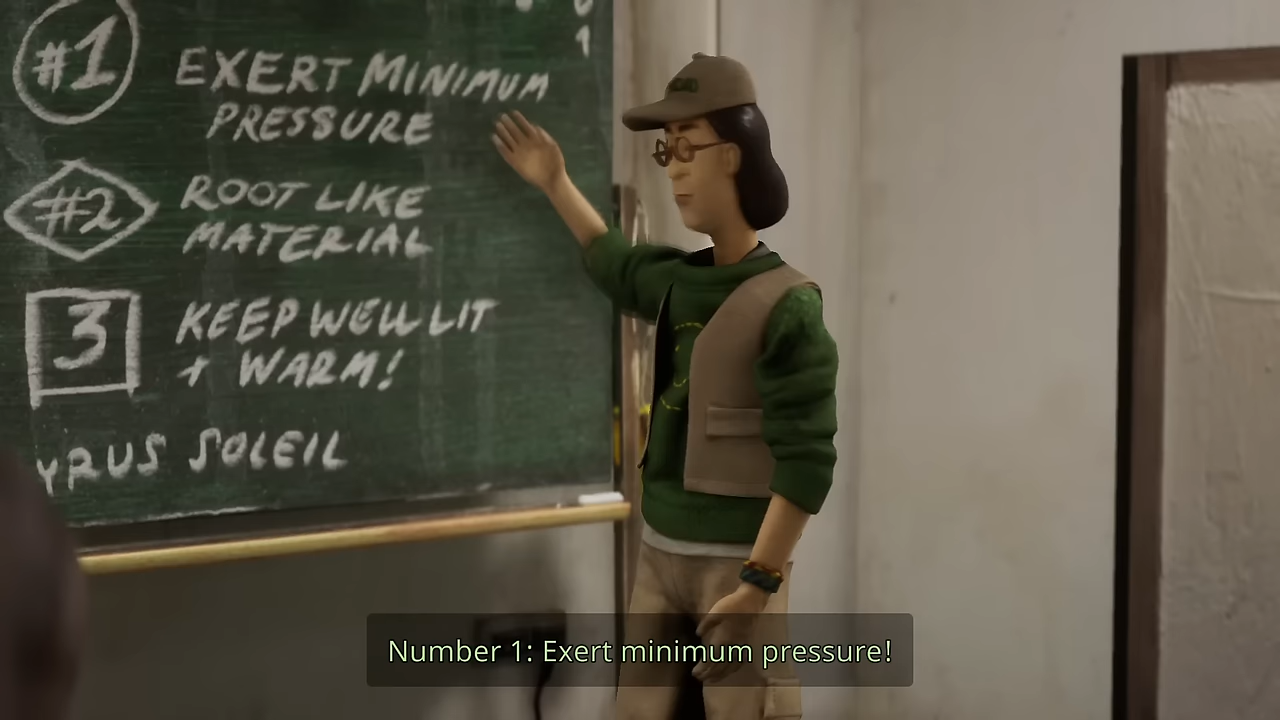 #1
EXERT MINIMUM
PRESSURE
#2
ROOT LIKE
MATERIAL
3
KEEP WELL LIT
+ WARM!
YRUS SOLEIL
1
Number 1: Exert minimum pressure!